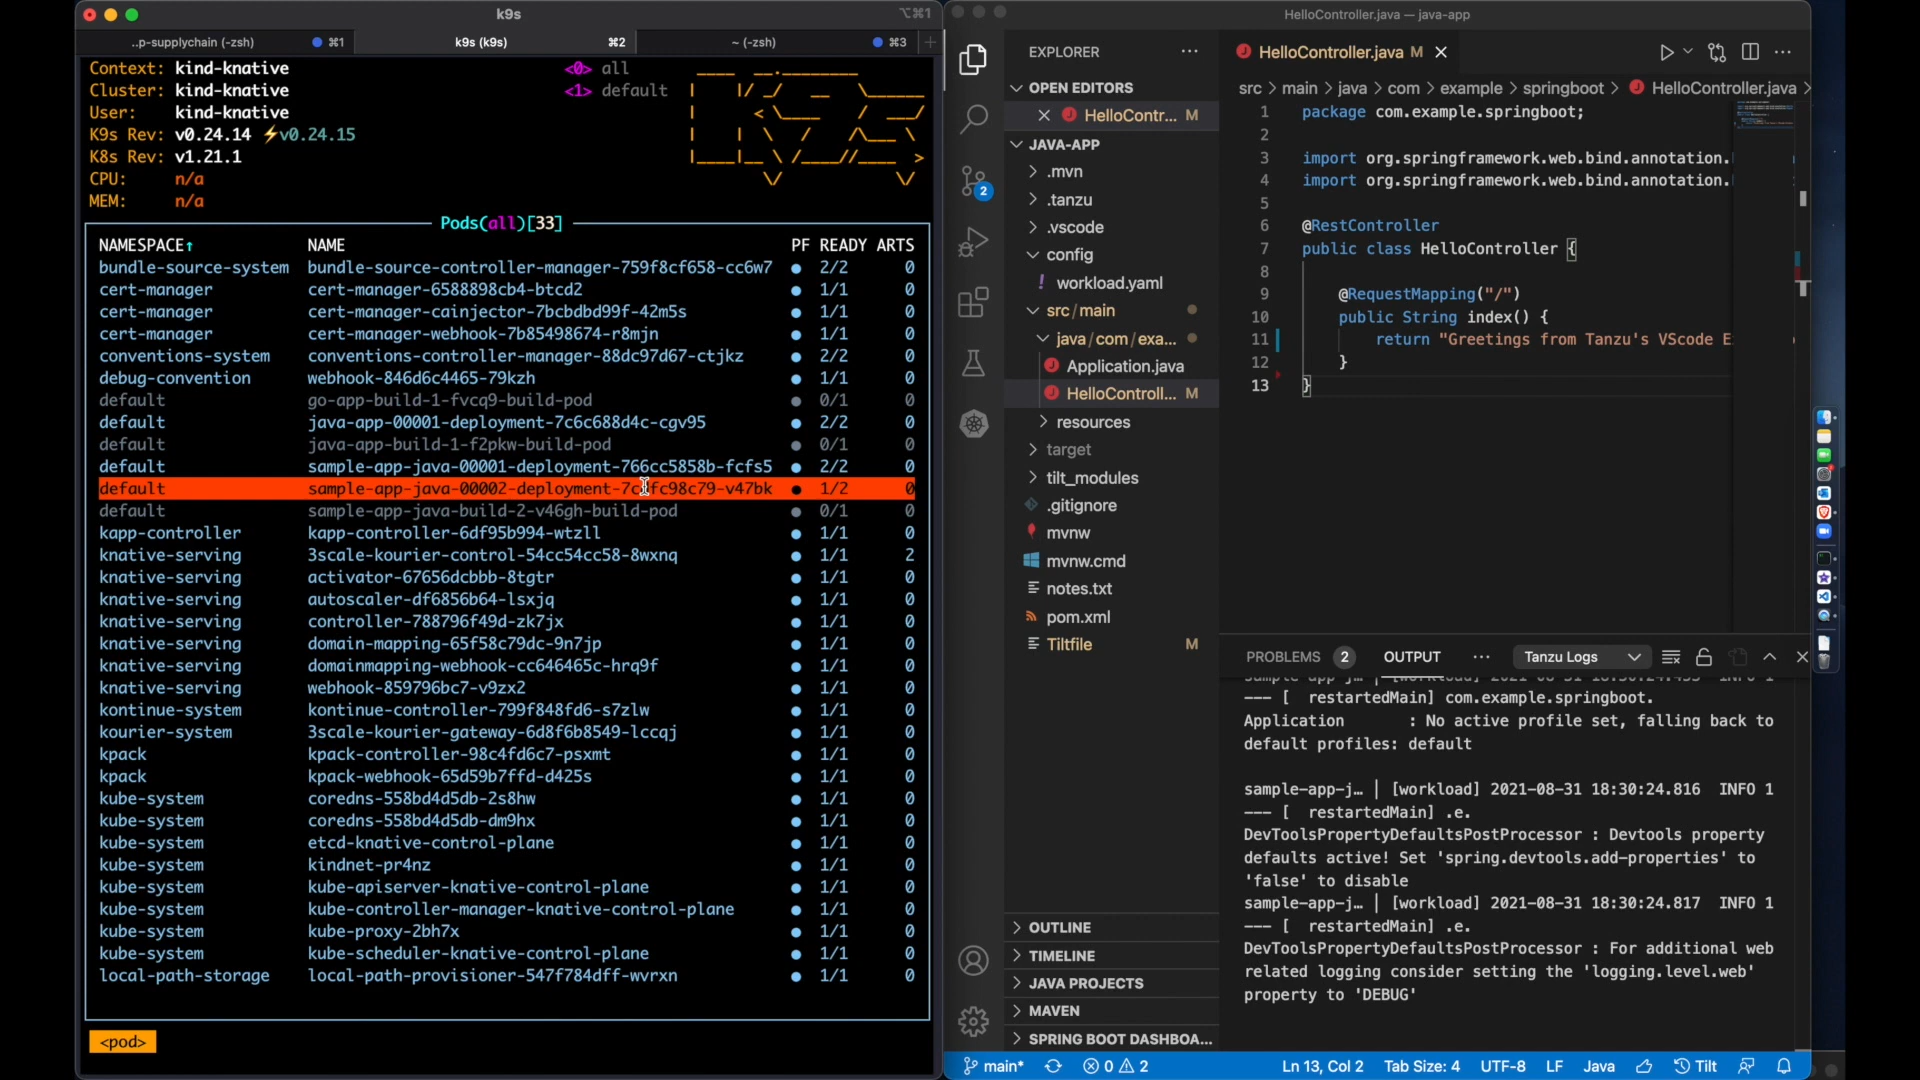 k9s
⌥⌘1
..p-supplychain (-zsh) ⌘1
k9s (k9s) ⌘2
~ (-zsh) ⌘3
Context: kind-knative <0> all
Cluster: kind-knative <1> default
User: kind-knative
K9s Rev: v0.24.14 ⚡v0.24.15
K8s Rev: v1.21.1
CPU: n/a
MEM: n/a
Pods(all)[33]
NAMESPACE↑ NAME PF READY ARTS
bundle-source-system bundle-source-controller-manager-759f8cf658-cc6w7 ● 2/2 0
cert-manager cert-manager-6588898cb4-btcd2 ● 1/1 0
cert-manager cert-manager-cainjector-7bcbdbd99f-42m5s ● 1/1 0
cert-manager cert-manager-webhook-7b85498674-r8mjn ● 1/1 0
conventions-system conventions-controller-manager-88dc97d67-ctjkz ● 2/2 0
debug-convention webhook-846d6c4465-79kzh ● 1/1 0
default go-app-build-1-fvcq9-build-pod ● 0/1 0
default java-app-00001-deployment-7c6c688d4c-cgv95 ● 2/2 0
default java-app-build-1-f2pkw-build-pod ● 0/1 0
default sample-app-java-00001-deployment-766cc5858b-fcfs5 ● 2/2 0
default sample-app-java-00002-deployment-7c fc98c79-v47bk ● 1/2 0
default sample-app-java-build-2-v46gh-build-pod ● 0/1 0
kapp-controller kapp-controller-6df95b994-wtzll ● 1/1 0
knative-serving 3scale-kourier-control-54cc54cc58-8wxnq ● 1/1 2
knative-serving activator-67656dcbbb-8tgtr ● 1/1 0
knative-serving autoscaler-df6856b64-lsxjq ● 1/1 0
knative-serving controller-788796f49d-zk7jx ● 1/1 0
knative-serving domain-mapping-65f58c79dc-9n7jp ● 1/1 0
knative-serving domainmapping-webhook-cc646465c-hrq9f ● 1/1 0
knative-serving webhook-859796bc7-v9zx2 ● 1/1 0
kontinue-system kontinue-controller-799f848fd6-s7zlw ● 1/1 0
kourier-system 3scale-kourier-gateway-6d8f6b8549-lccqj ● 1/1 0
kpack kpack-controller-98c4fd6c7-psxmt ● 1/1 0
kpack kpack-webhook-65d59b7ffd-d425s ● 1/1 0
kube-system coredns-558bd4d5db-2s8hw ● 1/1 0
kube-system coredns-558bd4d5db-dm9hx ● 1/1 0
kube-system etcd-knative-control-plane ● 1/1 0
kube-system kindnet-pr4nz ● 1/1 0
kube-system kube-apiserver-knative-control-plane ● 1/1 0
kube-system kube-controller-manager-knative-control-plane ● 1/1 0
kube-system kube-proxy-2bh7x ● 1/1 0
kube-system kube-scheduler-knative-control-plane ● 1/1 0
local-path-storage local-path-provisioner-547f784dff-wvrxn ● 1/1 0
<pod>
HelloController.java — java-app
2
EXPLORER
OPEN EDITORS
HelloContr... M
JAVA-APP
.mvn
.tanzu
.vscode
config
! workload.yaml
src/main
java/com/exa...
Application.java
HelloControll... M
resources
target
tilt_modules
.gitignore
mvnw
mvnw.cmd
notes.txt
pom.xml
Tiltfile M
OUTLINE
TIMELINE
JAVA PROJECTS
MAVEN
SPRING BOOT DASHBOA...
HelloController.java M
src > main > java > com > example > springboot > HelloController.java >
1 package com.example.springboot;
2
3 import org.springframework.web.bind.annotation.
4 import org.springframework.web.bind.annotation.
5
6 @RestController
7 public class HelloController {
8
9 @RequestMapping("/")
10 public String index() {
11 return "Greetings from Tanzu's VScode E
12 }
13 }
PROBLEMS 2 OUTPUT ... Tanzu Logs
--- [ restartedMain] com.example.springboot.
Application : No active profile set, falling back to
default profiles: default
sample-app-j… | [workload] 2021-08-31 18:30:24.816 INFO 1
--- [ restartedMain] .e.
DevToolsPropertyDefaultsPostProcessor : Devtools property
defaults active! Set 'spring.devtools.add-properties' to
'false' to disable
sample-app-j… | [workload] 2021-08-31 18:30:24.817 INFO 1
--- [ restartedMain] .e.
DevToolsPropertyDefaultsPostProcessor : For additional web
related logging consider setting the 'logging.level.web'
property to 'DEBUG'
main* 0 2 Ln 13, Col 2 Tab Size: 4 UTF-8 LF Java Tilt